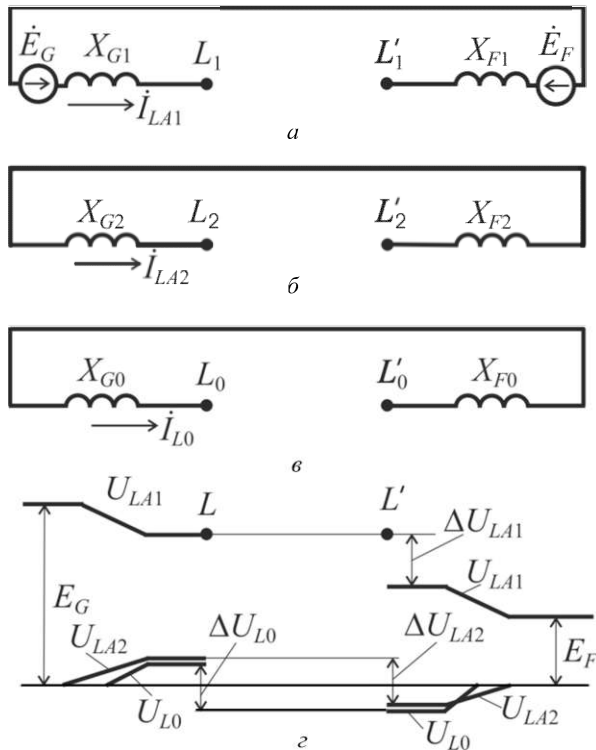 Ė_G X_G1 L_1 L′_1 X_F1 Ė_F
İ_LA1
а
X_G2 L_2 L′_2 X_F2
İ_LA2
б
X_G0 L_0 L′_0 X_F0
İ_L0
в
U_LA1 L L′ ΔU_LA1
U_LA1
E_G U_LA2 ΔU_L0 ΔU_LA2 E_F
U_L0 U_L0 U_LA2
г